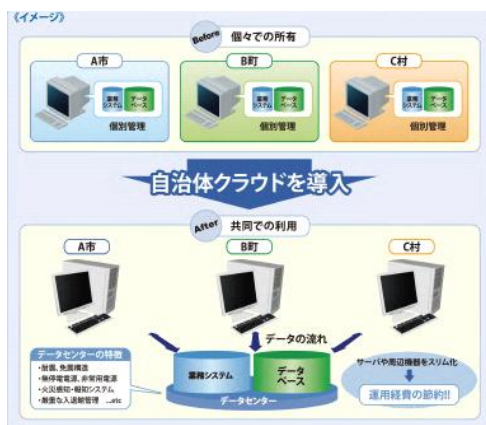 《イメージ》
Before 個々での所有
A市
B町
C村
業務
システム
データ
ベース
個別管理
業務
システム
データ
ベース
個別管理
業務
システム
データ
ベース
個別管理
自治体クラウドを導入
After 共同での利用
A市
B町
C村
データの流れ
データセンターの特徴
・耐震、免震構造
・無停電電源、非常用電源
・火災感知・報知システム
・厳重な入退館管理 …etc
業務システム
データ
ベース
データセンター
サーバや周辺機器をスリム化
運用経費の節約!!